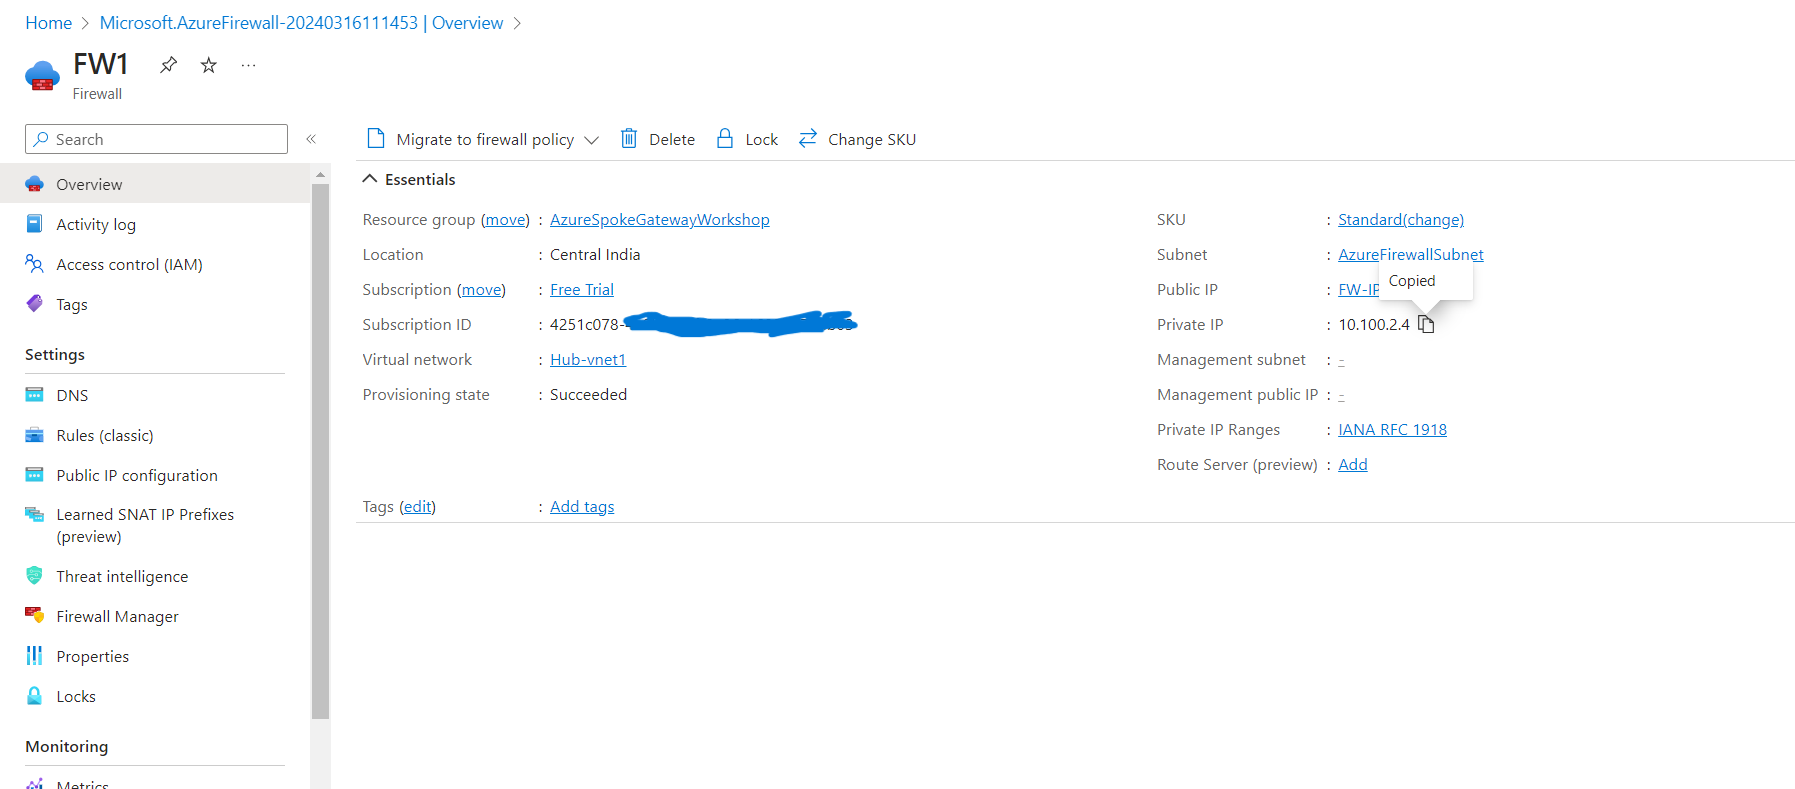 Home > Microsoft.AzureFirewall-20240316111453 | Overview >
FW1
Firewall
Search
«
Overview
Activity log
Access control (IAM)
Tags
Settings
DNS
Rules (classic)
Public IP configuration
Learned SNAT IP Prefixes
(preview)
Threat intelligence
Firewall Manager
Properties
Locks
Monitoring
Metrics
Migrate to firewall policy
Delete
Lock
Change SKU
Essentials
Resource group (move) : AzureSpokeGatewayWorkshop
Location : Central India
Subscription (move) : Free Trial
Subscription ID : 4251c078-
Virtual network : Hub-vnet1
Provisioning state : Succeeded
SKU : Standard(change)
Subnet : AzureFirewallSubnet
Copied
Public IP : FW-IP
Private IP : 10.100.2.4
Management subnet : -
Management public IP : -
Private IP Ranges : IANA RFC 1918
Route Server (preview) : Add
Tags (edit) : Add tags